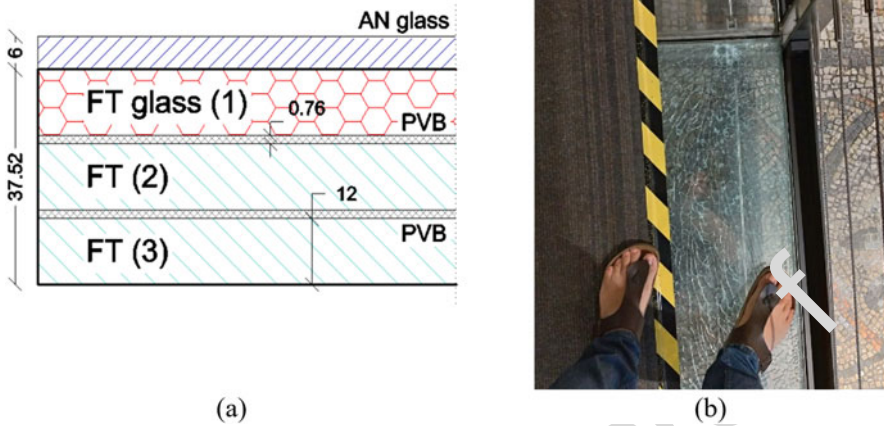 AN glass
6
FT glass (1)
0.76
PVB
37.52
FT (2)
12
PVB
FT (3)
f
(a)
(b)